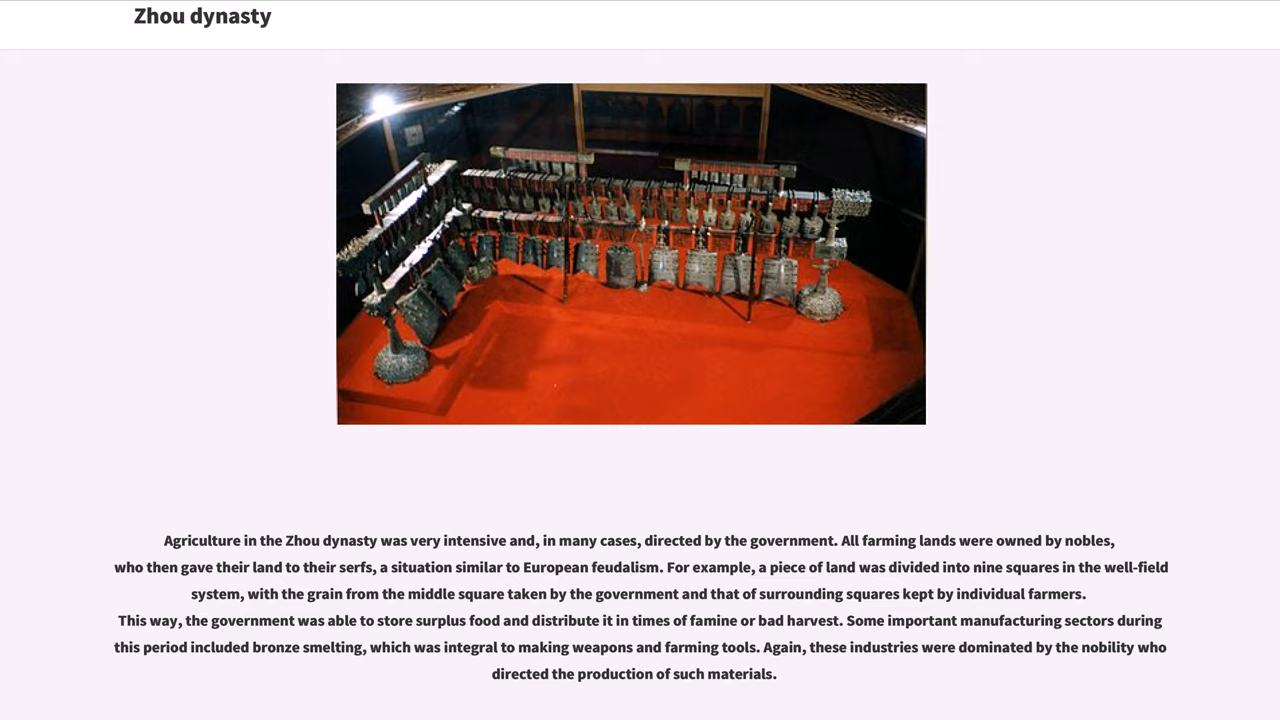 Zhou dynasty
Agriculture in the Zhou dynasty was very intensive and, in many cases, directed by the government. All farming lands were owned by nobles,
who then gave their land to their serfs, a situation similar to European feudalism. For example, a piece of land was divided into nine squares in the well-field
system, with the grain from the middle square taken by the government and that of surrounding squares kept by individual farmers.
This way, the government was able to store surplus food and distribute it in times of famine or bad harvest. Some important manufacturing sectors during
this period included bronze smelting, which was integral to making weapons and farming tools. Again, these industries were dominated by the nobility who
directed the production of such materials.